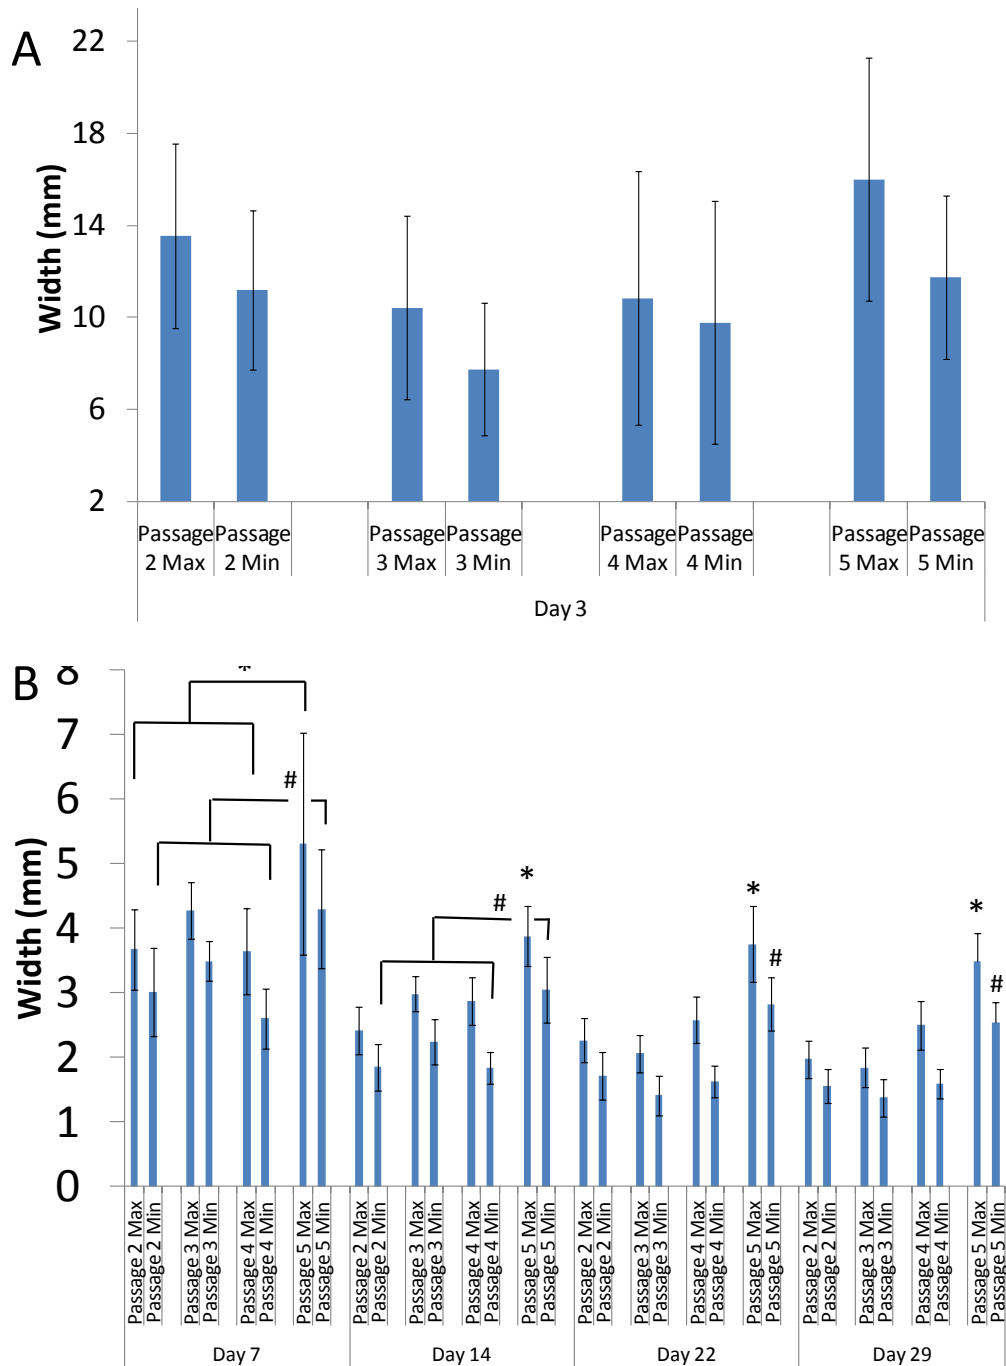 A
22
18
14
10
6
2
Width (mm)
Passage 2 Max
Passage 2 Min
Passage 3 Max
Passage 3 Min
Passage 4 Max
Passage 4 Min
Passage 5 Max
Passage 5 Min
Day 3
B
8
7
6
5
4
3
2
1
0
Width (mm)
*
#
#
*
*
#
*
#
Passage 2 Max
Passage 2 Min
Passage 3 Max
Passage 3 Min
Passage 4 Max
Passage 4 Min
Passage 5 Max
Passage 5 Min
Passage 2 Max
Passage 2 Min
Passage 3 Max
Passage 3 Min
Passage 4 Max
Passage 4 Min
Passage 5 Max
Passage 5 Min
Passage 2 Max
Passage 2 Min
Passage 3 Max
Passage 3 Min
Passage 4 Max
Passage 4 Min
Passage 5 Max
Passage 5 Min
Passage 2 Max
Passage 2 Min
Passage 3 Max
Passage 3 Min
Passage 4 Max
Passage 4 Min
Passage 5 Max
Passage 5 Min
Day 7
Day 14
Day 22
Day 29